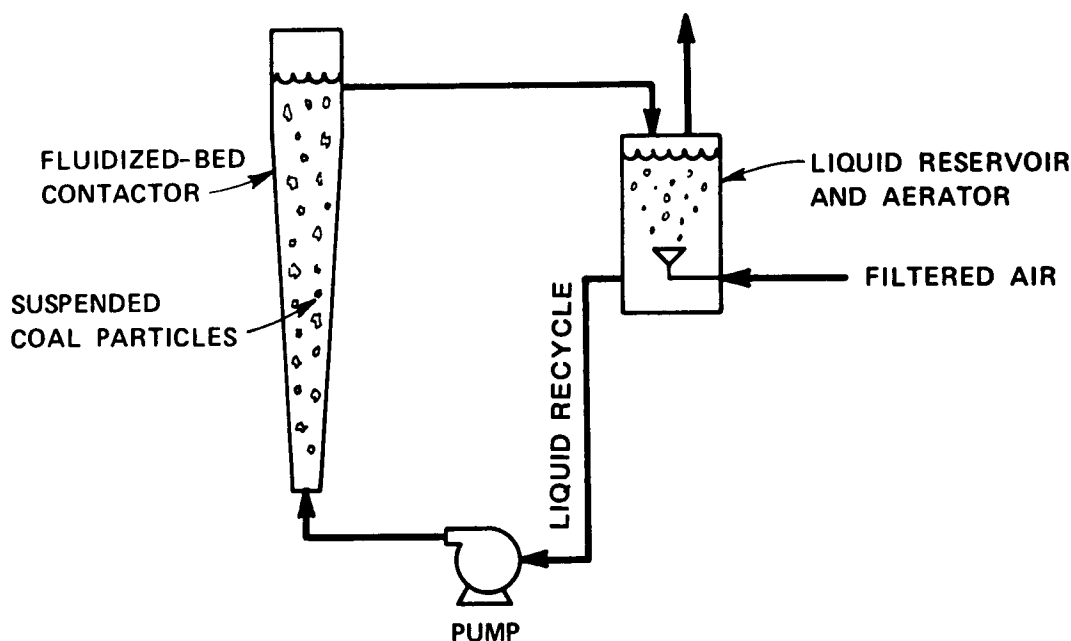 FLUIDIZED-BED
CONTACTOR
SUSPENDED
COAL PARTICLES
LIQUID RESERVOIR
AND AERATOR
FILTERED AIR
LIQUID RECYCLE
PUMP